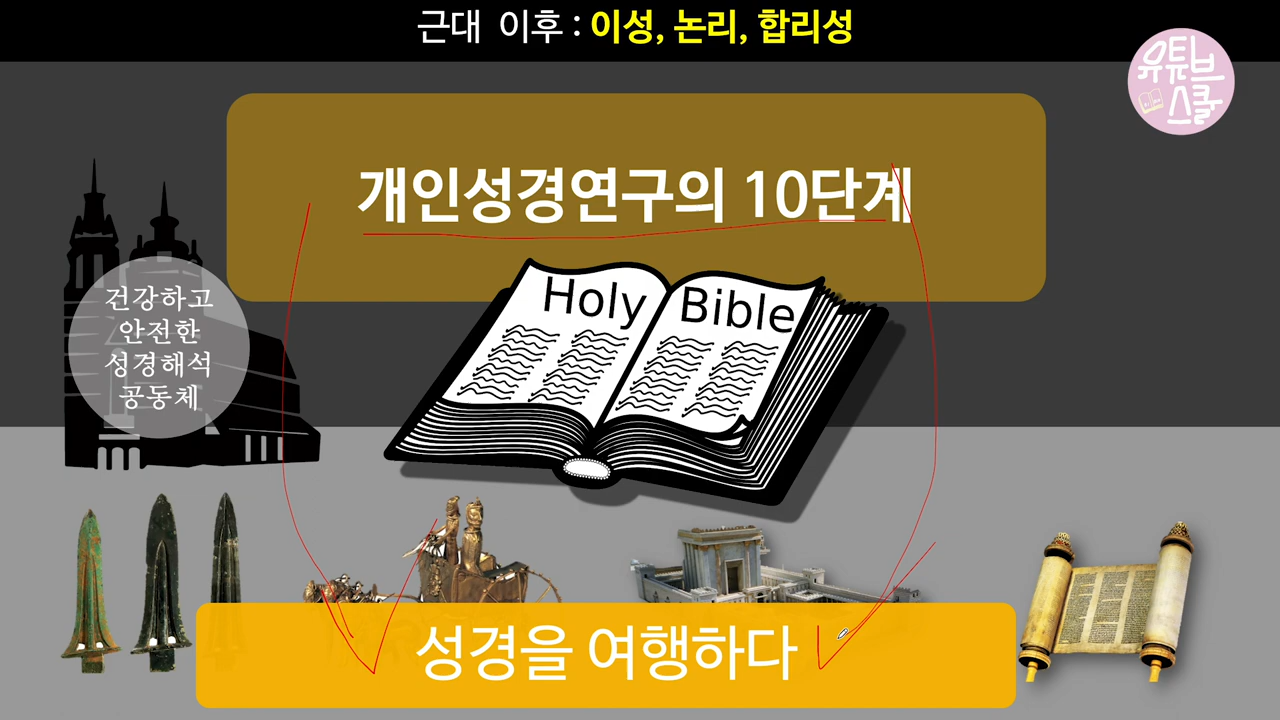 근대 이후 : 이성, 논리, 합리성
유튜브
스쿨
개인성경연구의 10단계
Holy Bible
건강하고
안전한
성경해석
공동체
성경을 여행하다